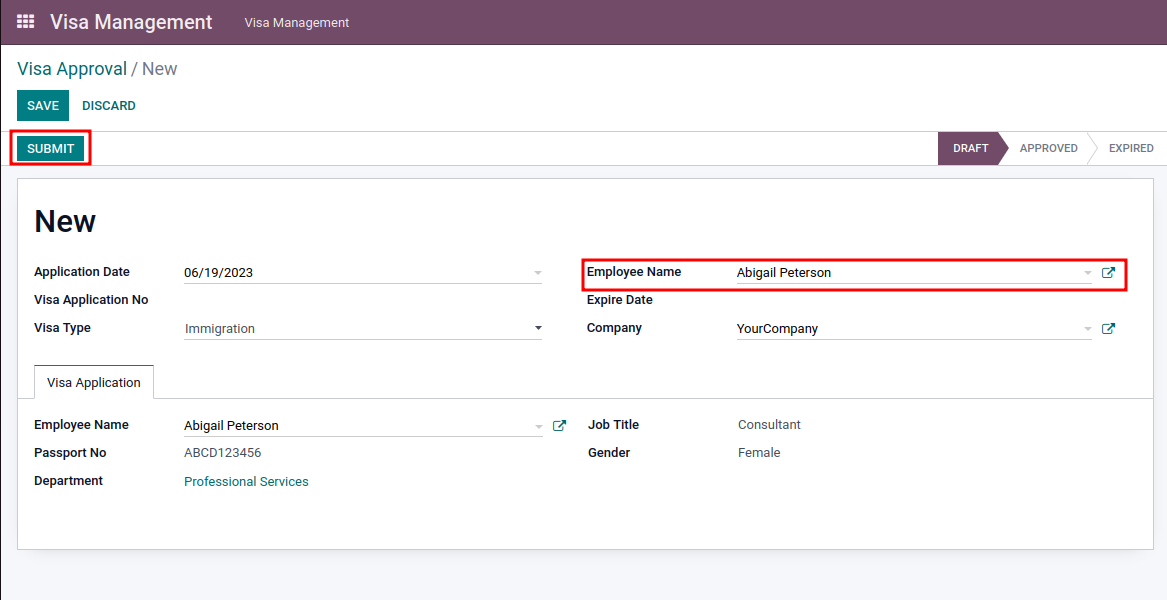 Visa Management Visa Management
Visa Approval / New
SAVE DISCARD
SUBMIT DRAFT APPROVED EXPIRED
New
Application Date 06/19/2023 Employee Name Abigail Peterson
Visa Application No Expire Date
Visa Type Immigration Company YourCompany
Visa Application
Employee Name Abigail Peterson Job Title Consultant
Passport No ABCD123456 Gender Female
Department Professional Services